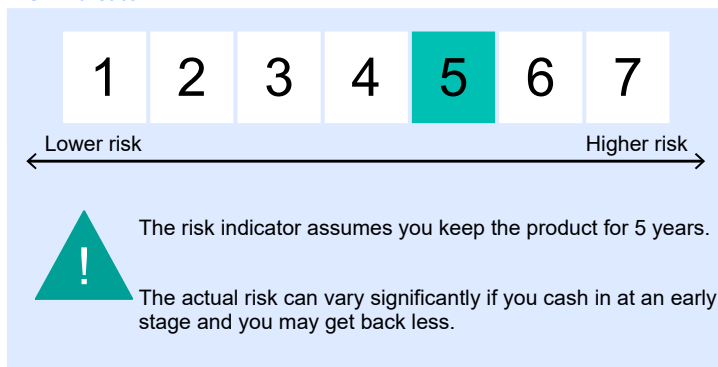 1 2 3 4 5 6 7
Lower risk Higher risk
The risk indicator assumes you keep the product for 5 years.
!
The actual risk can vary significantly if you cash in at an early
stage and you may get back less.